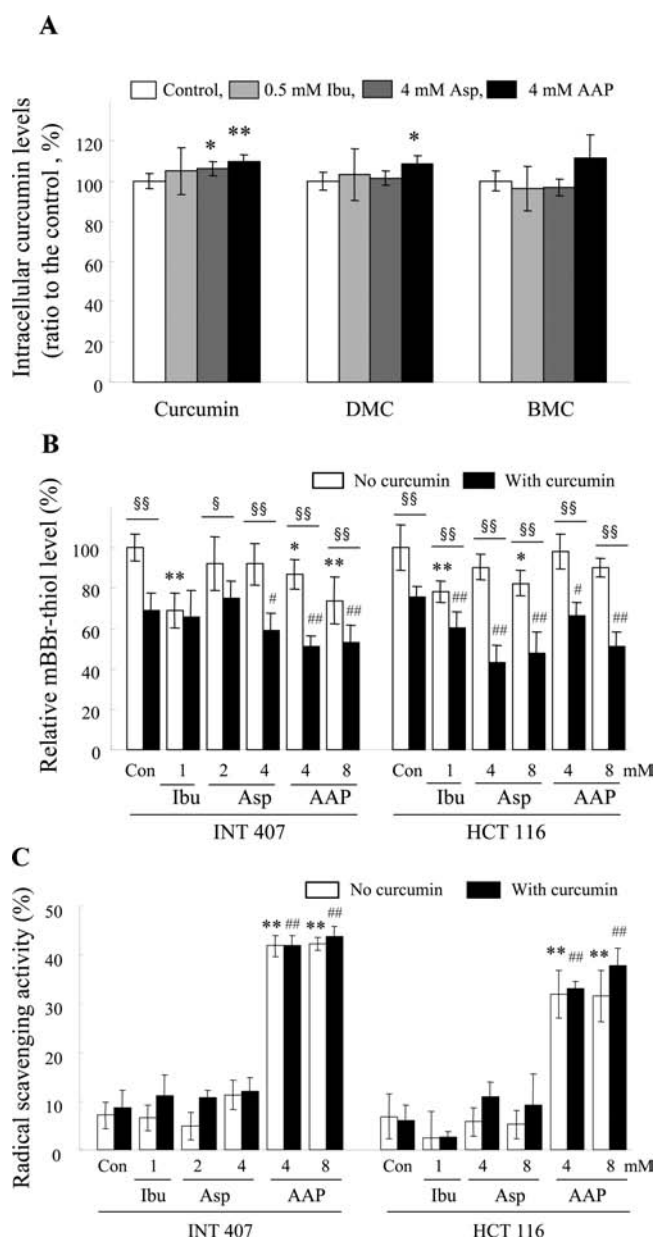 A
Control, 0.5 mM Ibu, 4 mM Asp, 4 mM AAP
Intracellular curcumin levels
(ratio to the control , %)
120
100
80
60
40
20
0
* ** *
Curcumin DMC BMC
B
No curcumin With curcumin
Relative mBBr-thiol level (%)
100
80
60
40
20
0
§§ § §§ §§ §§ §§ §§ §§ §§ §§ §§
** # * ## ** ## ** ## ## * ## # ##
Con 1 2 4 4 8 Con 1 4 8 4 8 mM
Ibu Asp AAP Ibu Asp AAP
INT 407 HCT 116
C
No curcumin With curcumin
Radical scavenging activity (%)
50
40
30
20
10
0
** ## ** ## ** ## ** ##
Con 1 2 4 4 8 Con 1 4 8 4 8 mM
Ibu Asp AAP Ibu Asp AAP
INT 407 HCT 116